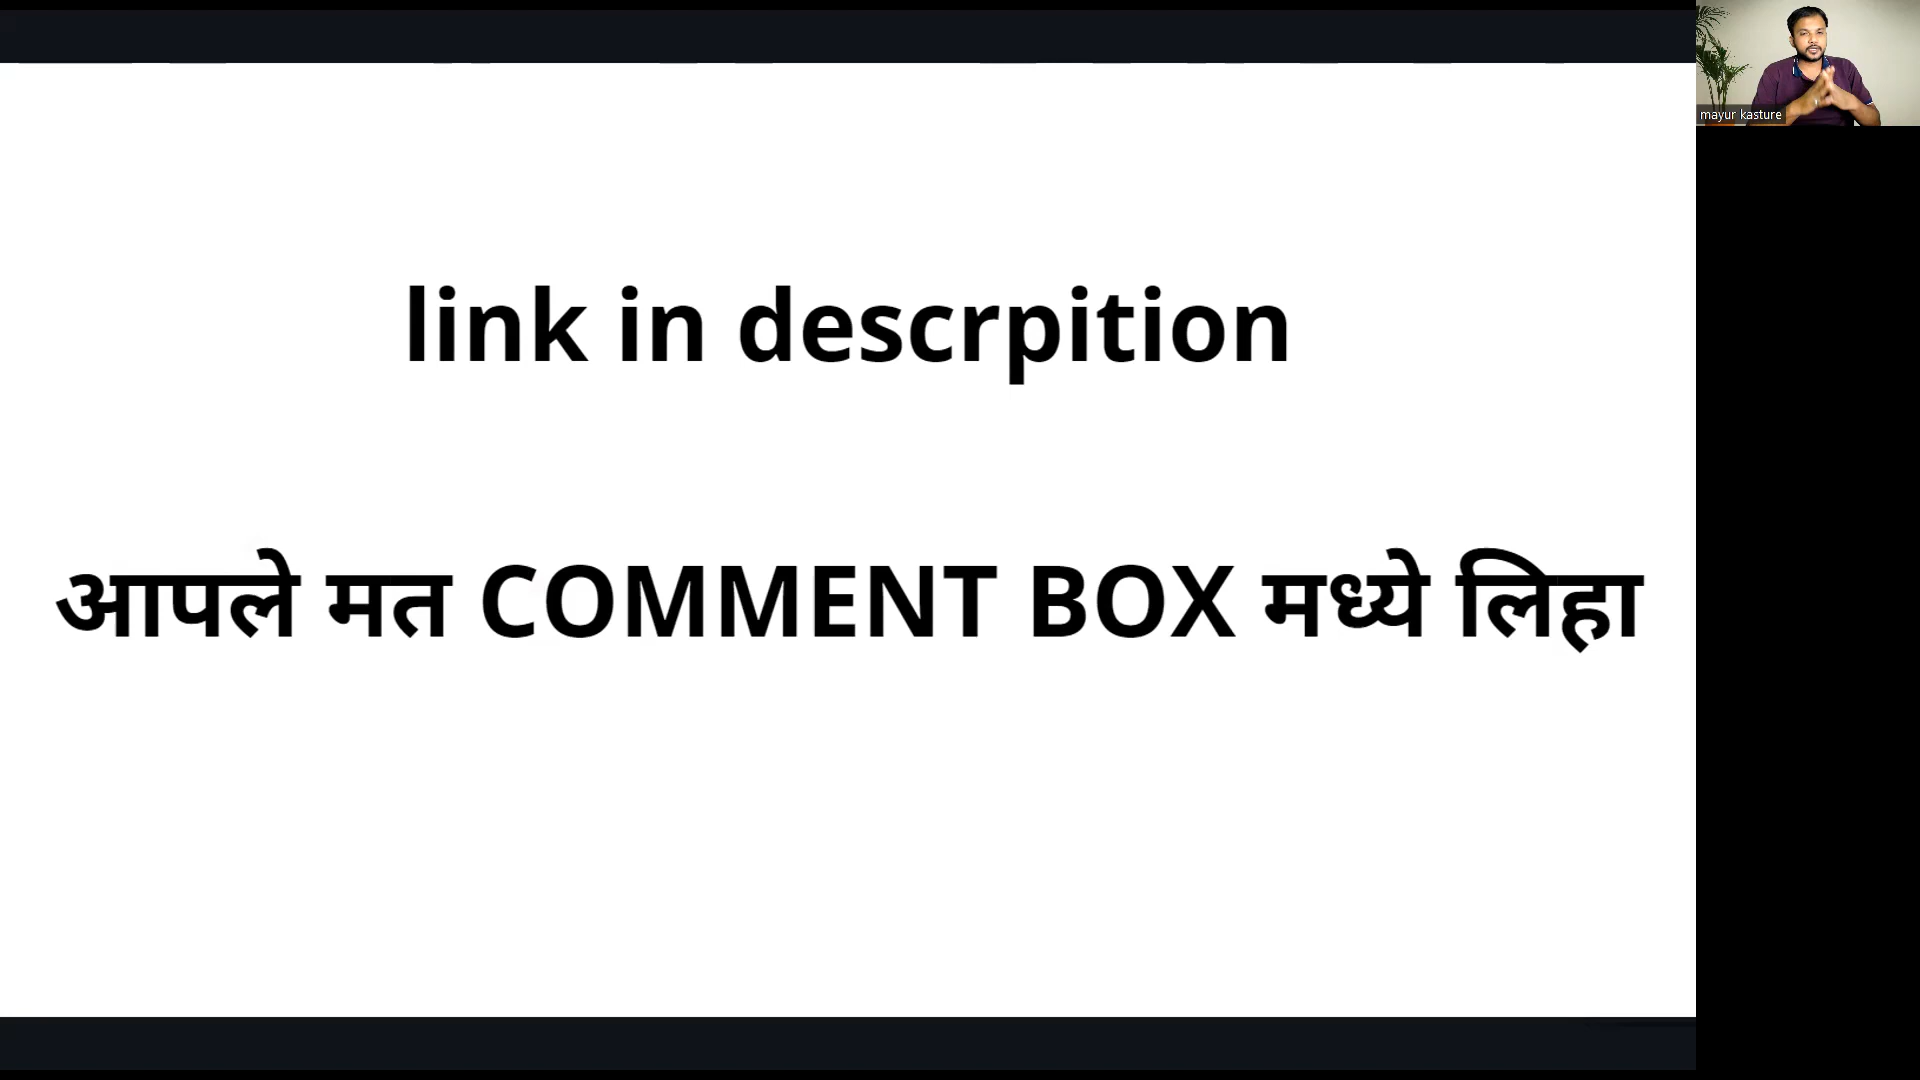 mayur kasture
link in descrpition
आपले मत COMMENT BOX मध्ये लिहा